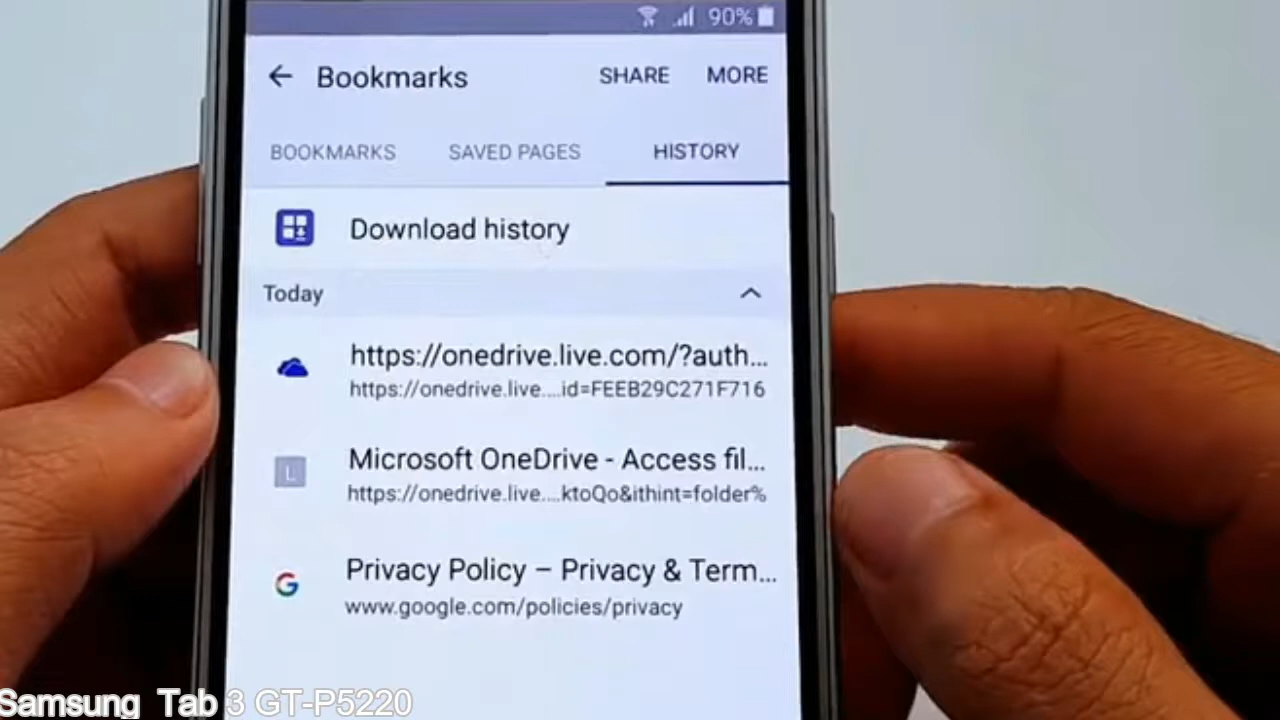 90%
Bookmarks SHARE MORE
BOOKMARKS SAVED PAGES HISTORY
Download history
Today
https://onedrive.live.com/?auth...
https://onedrive.live....id=FEEB29C271F716
L
Microsoft OneDrive - Access fil...
https://onedrive.live....ktoQo&ithint=folder%
G
Privacy Policy – Privacy & Term...
www.google.com/policies/privacy
Samsung Tab 3 GT-P5220